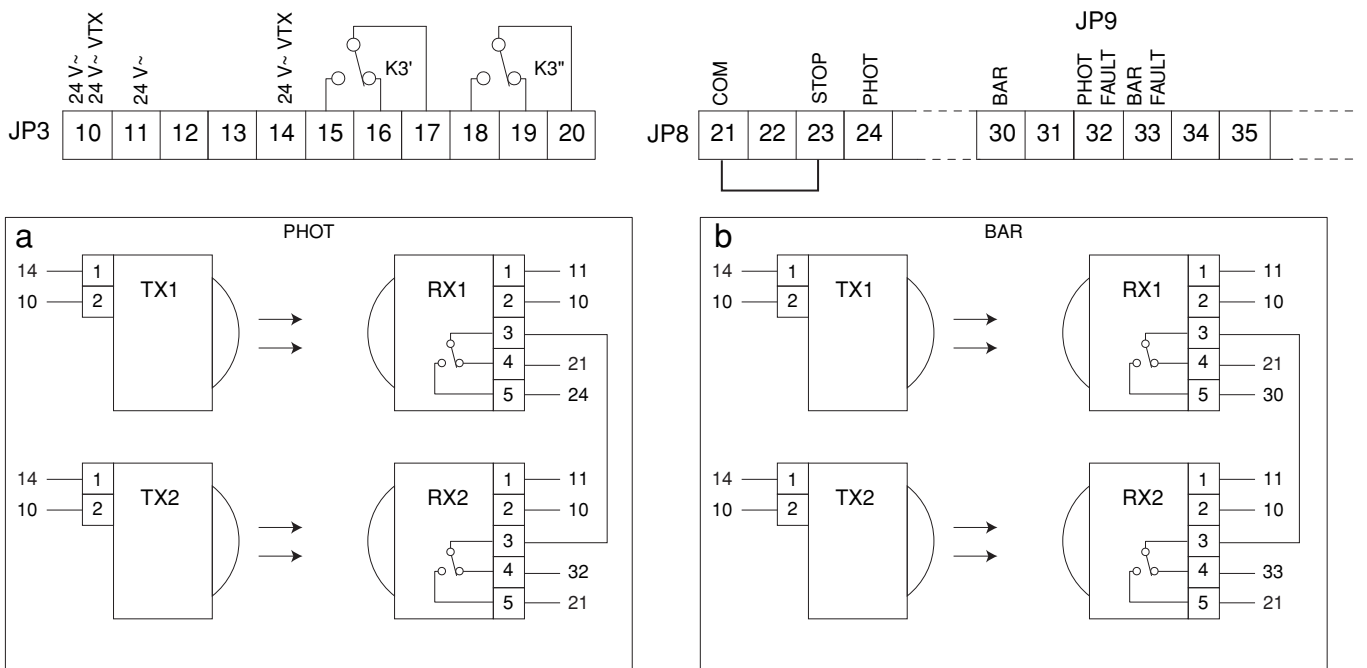 JP9
24 V~
24 V~ VTX
24 V~
24 V~ VTX
K3'
K3"
COM
STOP
PHOT
BAR
PHOT
FAULT
BAR
FAULT
JP3 10 11 12 13 14 15 16 17 18 19 20
JP8 21 22 23 24 30 31 32 33 34 35
a PHOT
14 1 TX1 RX1 1 11
10 2 2 10
3
4 21
5 24
14 1 TX2 RX2 1 11
10 2 2 10
3
4 32
5 21
b BAR
14 1 TX1 RX1 1 11
10 2 2 10
3
4 21
5 30
14 1 TX2 RX2 1 11
10 2 2 10
3
4 33
5 21